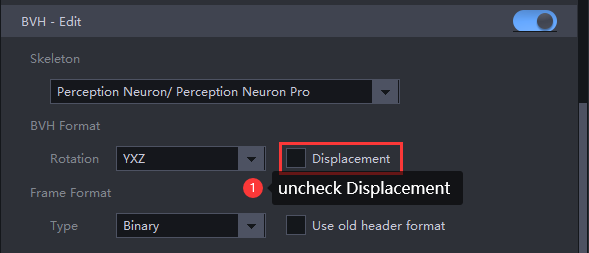 BVH - Edit
Skeleton
Perception Neuron/ Perception Neuron Pro
BVH Format
Rotation YXZ Displacement
1 uncheck Displacement
Frame Format
Type Binary Use old header format